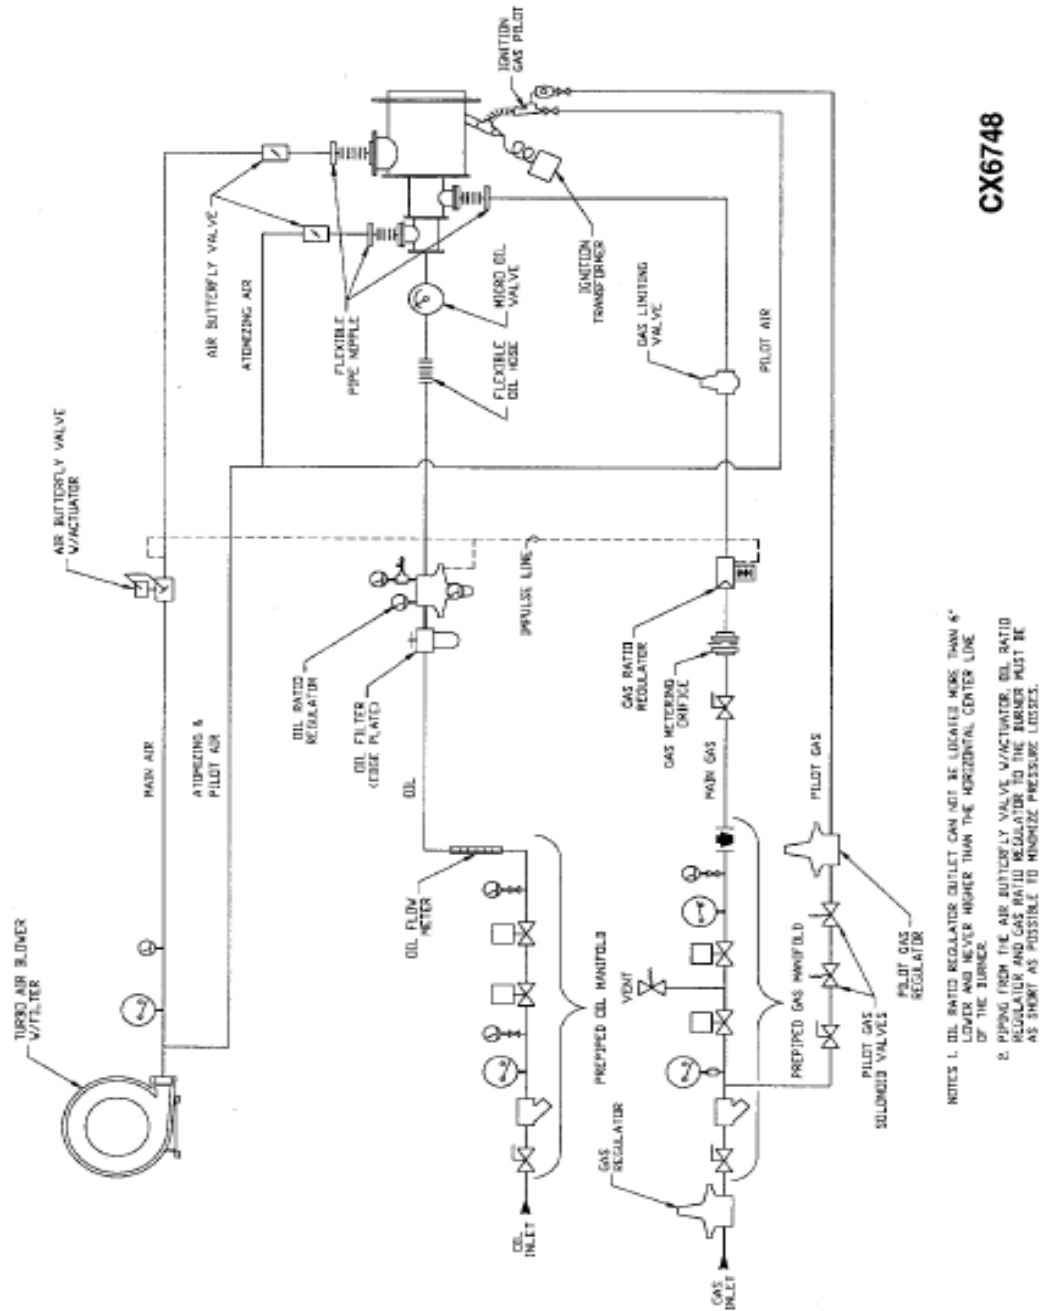 TURBO AIR BLOWER
W/FILTER
MAIN AIR
ATOMIZING &
PILOT AIR
AIR BUTTERFLY VALVE
W/ACTUATOR
AIR BUTTERFLY VALVE
ATOMIZING AIR
FLEXIBLE
PIPE NIPPLE
IGNITION
GAS PILOT
MICRO OIL
VALVE
FLEXIBLE
OIL HOSE
IGNITION
TRANSFORMER
GAS LIMITING
VALVE
PILOT AIR
OIL RATIO
REGULATOR
OIL FILTER
(EDGE PLATE)
OIL
IMPULSE LINE
OIL FLOW
METER
GAS RATIO
REGULATOR
GAS METERING
ORIFICE
MAIN GAS
PILOT GAS
PREPIPED OIL MANIFOLD
VENT
PREPIPED GAS MANIFOLD
PILOT GAS
SOLONOID VALVES
PILOT GAS
REGULATOR
GAS
REGULATOR
OIL
INLET
GAS
INLET
NOTES 1. OIL RATIO REGULATOR OUTLET CAN NOT BE LOCATED MORE THAN 6"
LOWER AND NEVER HIGHER THAN THE HORIZONTAL CENTER LINE
OF THE BURNER.
2. PIPING FROM THE AIR BUTTERFLY VALVE W/ACTUATOR, OIL RATIO
REGULATOR AND GAS RATIO REGULATOR TO THE BURNER MUST BE
AS SHORT AS POSSIBLE TO MINIMIZE PRESSURE LOSSES.
CX6748